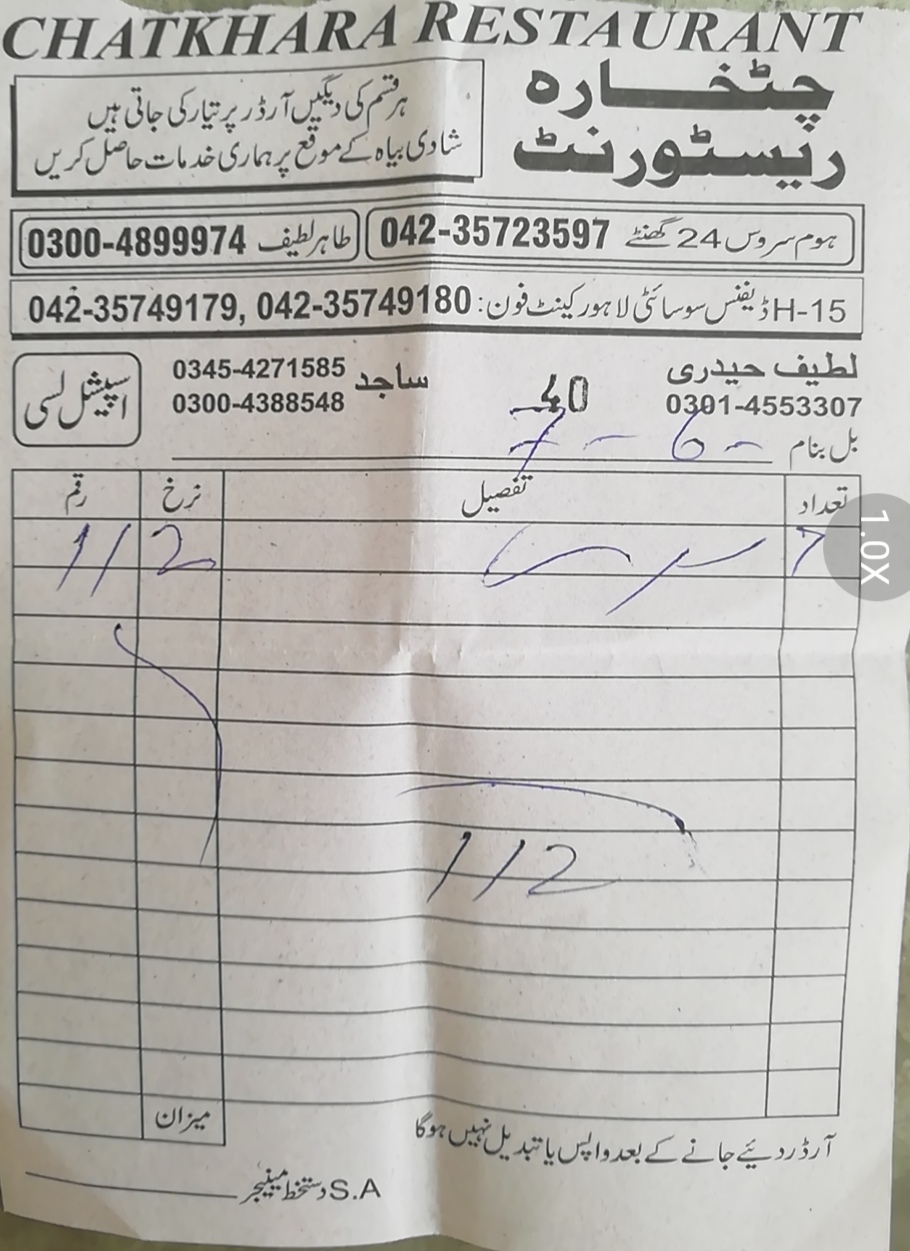 CHATKHARA RESTAURANT
چٹخارہ
ریسٹورنٹ
ہر قسم کی دیگیں آرڈر پر تیار کی جاتی ہیں
شادی بیاہ کے موقع پر ہماری خدمات حاصل کریں
ہوم سروس 24 گھنٹے 042-35723597
طاہر لطیف 0300-4899974
H-15 ڈیفنس سوسائٹی لاہور کینٹ فون: 042-35749179, 042-35749180
لطیف حیدری
0301-4553307
40
ساجد
0345-4271585
0300-4388548
اسپیشل لسی
بل بنام
7-6-
تعداد تفصیل نرخ رقم
112
112
میزان
آرڈر دیئے جانے کے بعد واپس یا تبدیل نہیں ہوگا
S.A دستخط مینیجر
1.0X